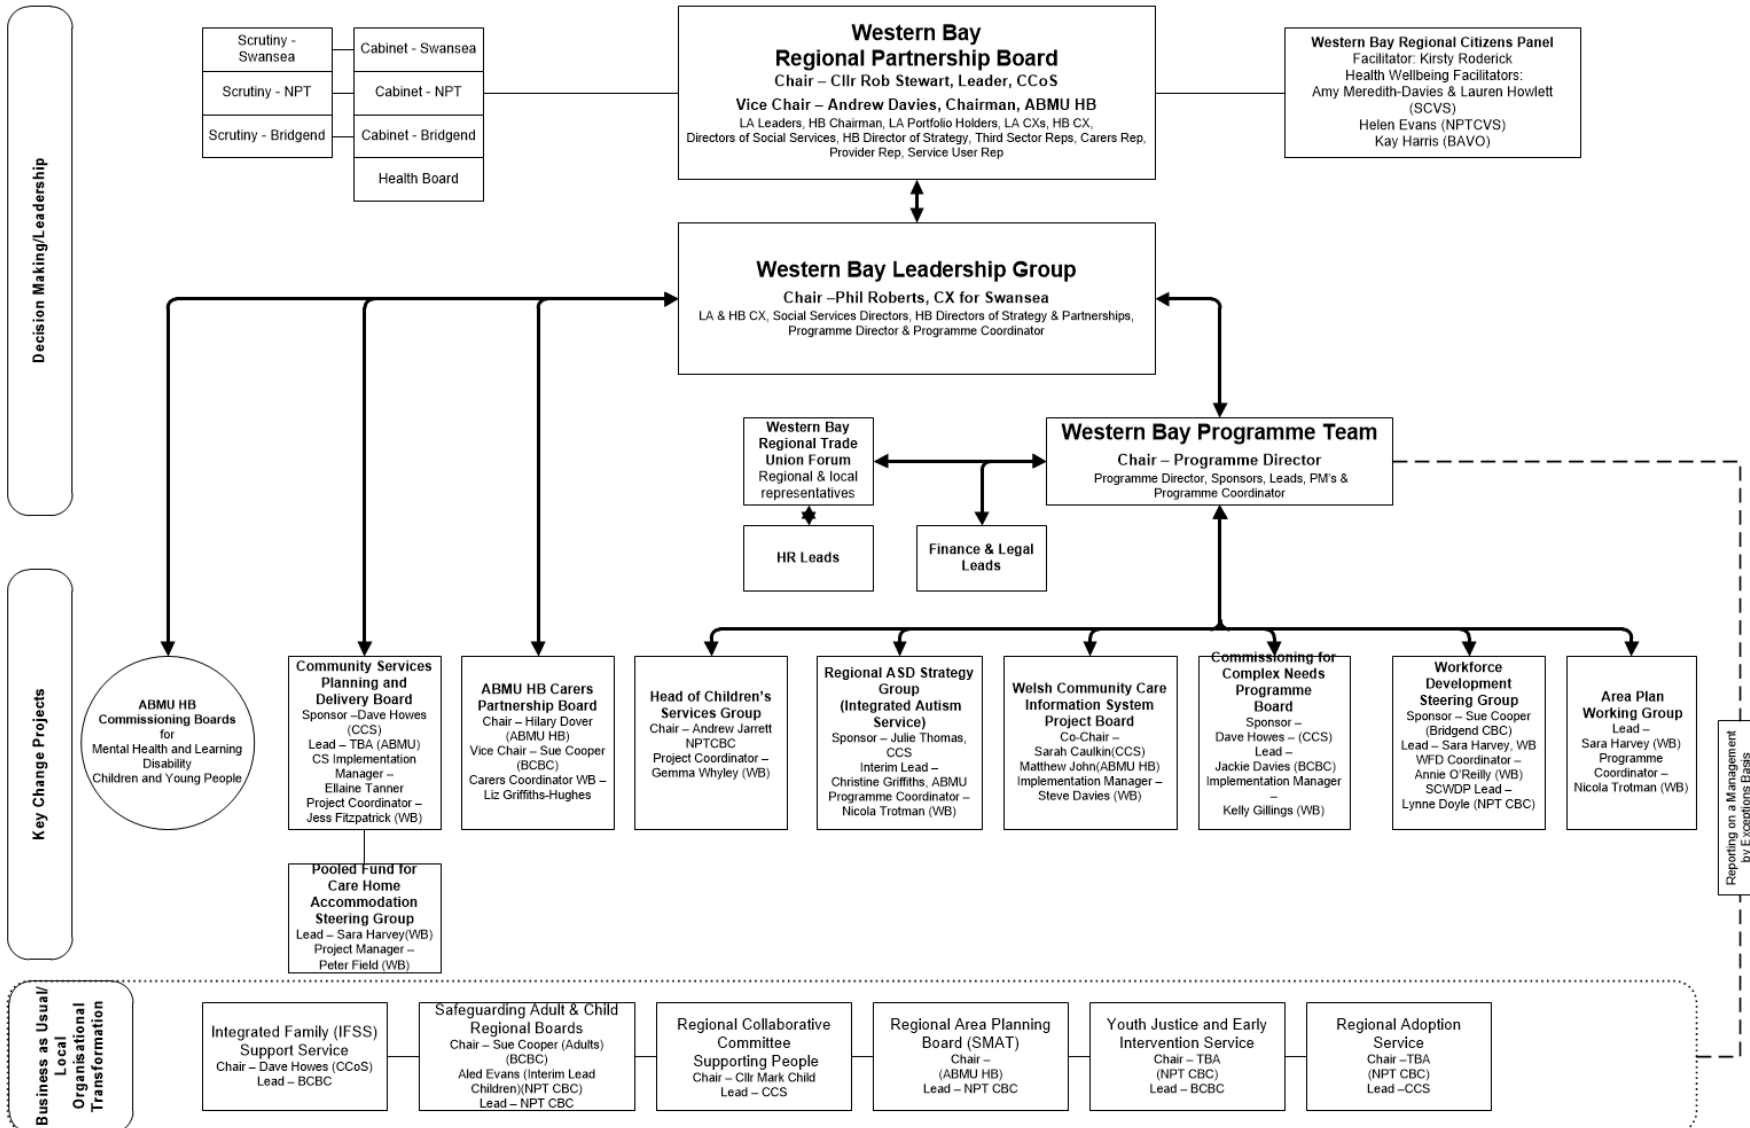 Decision Making/Leadership
Scrutiny -
Swansea
Cabinet - Swansea
Scrutiny - NPT
Cabinet - NPT
Scrutiny - Bridgend
Cabinet - Bridgend
Health Board
Western Bay
Regional Partnership Board
Chair – Cllr Rob Stewart, Leader, CCoS
Vice Chair – Andrew Davies, Chairman, ABMU HB
LA Leaders, HB Chairman, LA Portfolio Holders, LA CXs, HB CX,
Directors of Social Services, HB Director of Strategy, Third Sector Reps, Carers Rep,
Provider Rep, Service User Rep
Western Bay Regional Citizens Panel
Facilitator: Kirsty Roderick
Health Wellbeing Facilitators:
Amy Meredith-Davies & Lauren Howlett
(SCVS)
Helen Evans (NPTCVS)
Kay Harris (BAVO)
Western Bay Leadership Group
Chair –Phil Roberts, CX for Swansea
LA & HB CX, Social Services Directors, HB Directors of Strategy & Partnerships,
Programme Director & Programme Coordinator
Western Bay
Regional Trade
Union Forum
Regional & local
representatives
Western Bay Programme Team
Chair – Programme Director
Programme Director, Sponsors, Leads, PM's &
Programme Coordinator
HR Leads
Finance & Legal
Leads
Key Change Projects
ABMU HB
Commissioning Boards
for
Mental Health and Learning
Disability
Children and Young People
Community Services
Planning and
Delivery Board
Sponsor –Dave Howes
(CCS)
Lead – TBA (ABMU)
CS Implementation
Manager –
Ellaine Tanner
Project Coordinator –
Jess Fitzpatrick (WB)
ABMU HB Carers
Partnership Board
Chair – Hilary Dover
(ABMU HB)
Vice Chair – Sue Cooper
(BCBC)
Carers Coordinator WB –
Liz Griffiths-Hughes
Head of Children's
Services Group
Chair – Andrew Jarrett
NPTCBC
Project Coordinator –
Gemma Whyley (WB)
Regional ASD Strategy
Group
(Integrated Autism
Service)
Sponsor – Julie Thomas,
CCS
Interim Lead –
Christine Griffiths, ABMU
Programme Coordinator –
Nicola Trotman (WB)
Welsh Community Care
Information System
Project Board
Co-Chair –
Sarah Caulkin(CCS)
Matthew John(ABMU HB)
Implementation Manager –
Steve Davies (WB)
Commissioning for
Complex Needs
Programme
Board
Sponsor –
Dave Howes – (CCS)
Lead –
Jackie Davies (BCBC)
Implementation Manager
–
Kelly Gillings (WB)
Workforce
Development
Steering Group
Sponsor – Sue Cooper
(Bridgend CBC)
Lead – Sara Harvey, WB
WFD Coordinator –
Annie O'Reilly (WB)
SCWDP Lead –
Lynne Doyle (NPT CBC)
Area Plan
Working Group
Lead –
Sara Harvey (WB)
Programme
Coordinator –
Nicola Trotman (WB)
Reporting on a Management
by Exceptions Basis
Pooled Fund for
Care Home
Accommodation
Steering Group
Lead – Sara Harvey(WB)
Project Manager –
Peter Field (WB)
Business as Usual/
Local
Organisational
Transformation
Integrated Family (IFSS)
Support Service
Chair – Dave Howes (CCoS)
Lead – BCBC
Safeguarding Adult & Child
Regional Boards
Chair – Sue Cooper (Adults)
(BCBC)
Aled Evans (Interim Lead
Children)(NPT CBC)
Lead – NPT CBC
Regional Collaborative
Committee
Supporting People
Chair – Cllr Mark Child
Lead – CCS
Regional Area Planning
Board (SMAT)
Chair –
(ABMU HB)
Lead – NPT CBC
Youth Justice and Early
Intervention Service
Chair – TBA
(NPT CBC)
Lead – BCBC
Regional Adoption
Service
Chair –TBA
(NPT CBC)
Lead –CCS